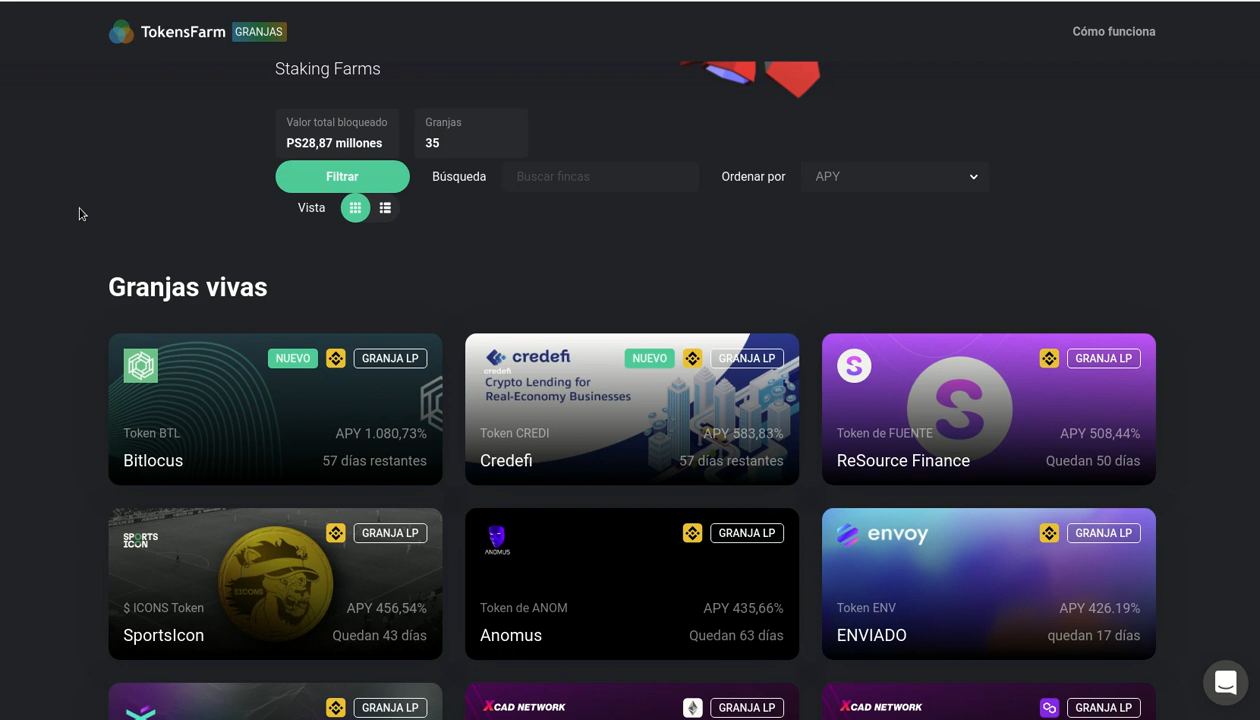 TokensFarm GRANJAS
Cómo funciona
Staking Farms
Valor total bloqueado
PS28,87 millones
Granjas
35
Filtrar
Búsqueda
Buscar fincas
Ordenar por
APY
Vista
Granjas vivas
NUEVO
GRANJA LP
Token BTL
APY 1.080,73%
Bitlocus
57 días restantes
credefi
credefi
Crypto Lending for
Real-Economy Businesses
NUEVO
GRANJA LP
Token CREDI
APY 583,83%
Credefi
57 días restantes
S
GRANJA LP
S
Token de FUENTE
APY 508,44%
ReSource Finance
Quedan 50 días
SPORTS
ICON
GRANJA LP
$ICONS
$ ICONS Token
APY 456,54%
SportsIcon
Quedan 43 días
ANOMUS
GRANJA LP
Token de ANOM
APY 435,66%
Anomus
Quedan 63 días
envoy
GRANJA LP
Token ENV
APY 426.19%
ENVIADO
quedan 17 días
GRANJA LP
XCAD NETWORK
GRANJA LP
XCAD NETWORK
GRANJA LP